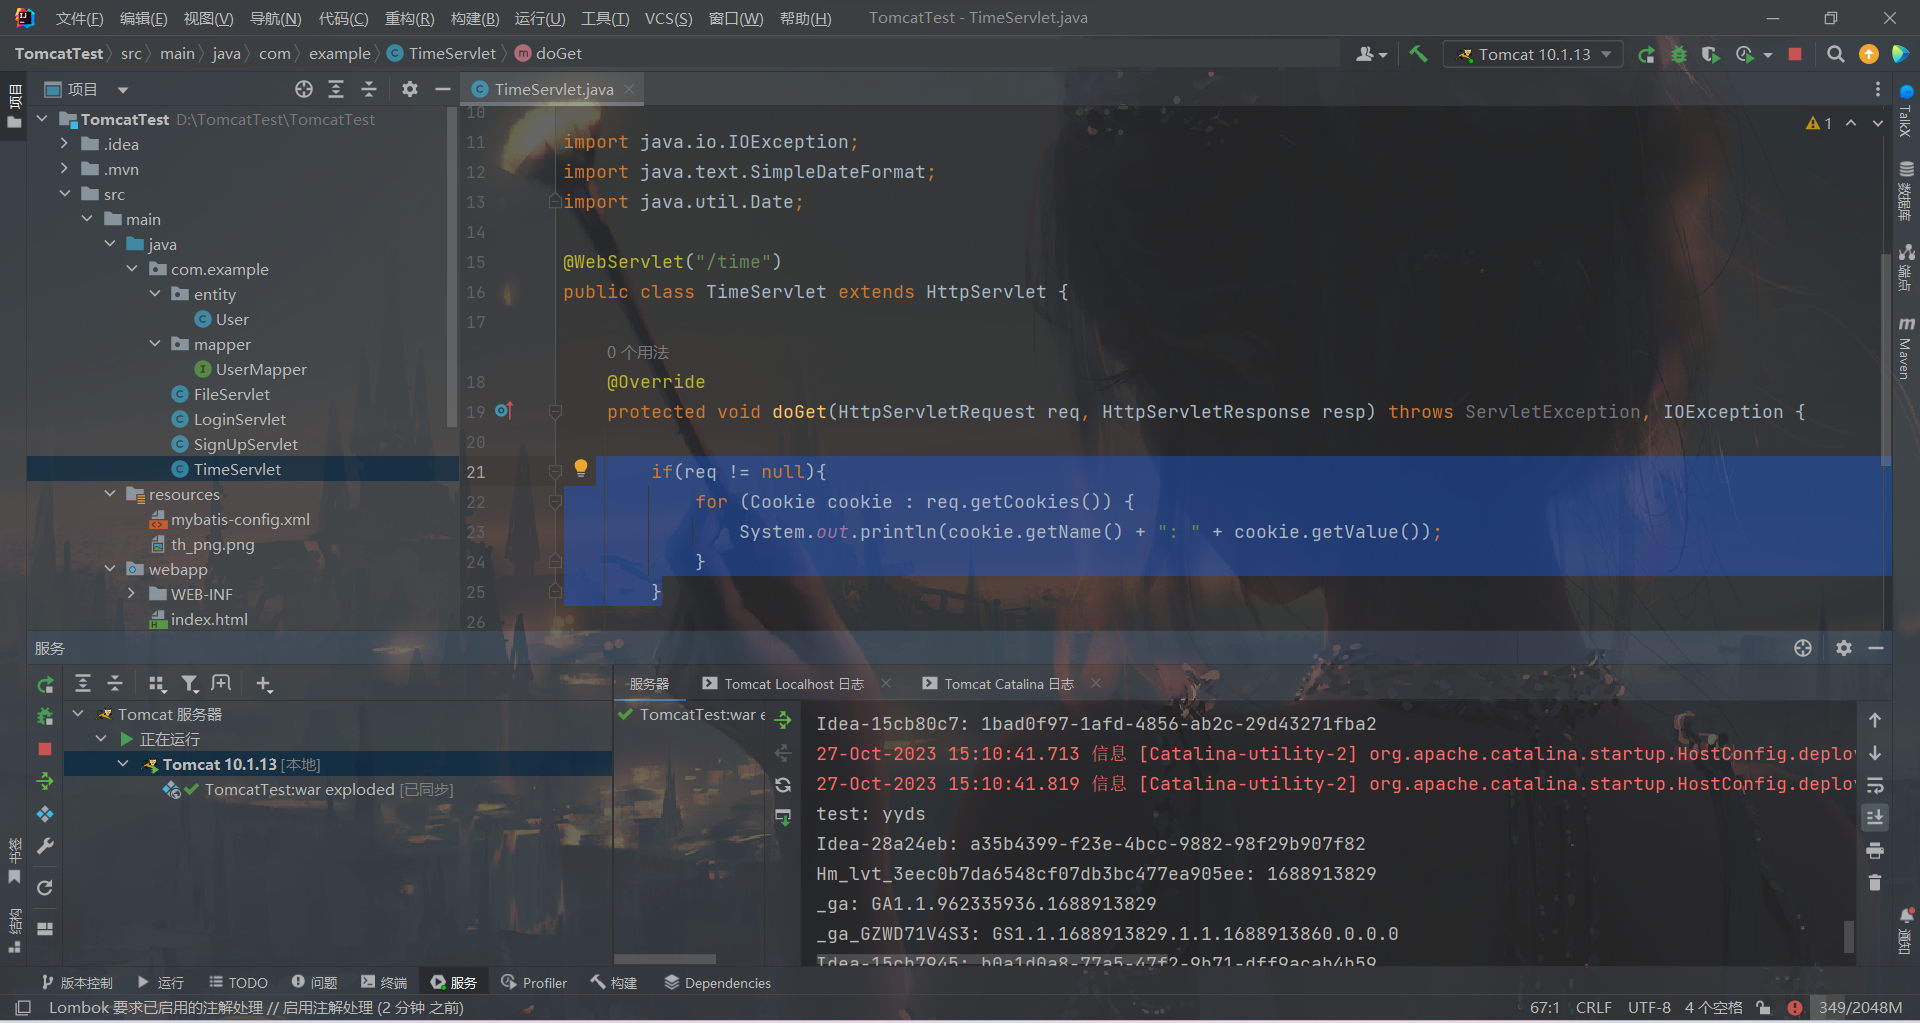 文件(F) 编辑(E) 视图(V) 导航(N) 代码(C) 重构(R) 构建(B) 运行(U) 工具(T) VCS(S) 窗口(W) 帮助(H) TomcatTest - TimeServlet.java
TomcatTest src main java com example TimeServlet doGet
Tomcat 10.1.13
项目
项目
TomcatTest D:\TomcatTest\TomcatTest
.idea
.mvn
src
main
java
com.example
entity
User
mapper
UserMapper
FileServlet
LoginServlet
SignUpServlet
TimeServlet
resources
mybatis-config.xml
th_png.png
webapp
WEB-INF
index.html
TimeServlet.java
1
10
11 import java.io.IOException;
12 import java.text.SimpleDateFormat;
13 import java.util.Date;
14
15 @WebServlet("/time")
16 public class TimeServlet extends HttpServlet {
17
0 个用法
18 @Override
19 protected void doGet(HttpServletRequest req, HttpServletResponse resp) throws ServletException, IOException {
20
21 if(req != null){
22 for (Cookie cookie : req.getCookies()) {
23 System.out.println(cookie.getName() + ": " + cookie.getValue());
24 }
25 }
26
TalkX
数据库
端点
Maven
通知
服务
Tomcat 服务器
正在运行
Tomcat 10.1.13 [本地]
TomcatTest:war exploded [已同步]
服务器 Tomcat Localhost 日志 Tomcat Catalina 日志
TomcatTest:war e
Idea-15cb80c7: 1bad0f97-1afd-4856-ab2c-29d43271fba2
27-Oct-2023 15:10:41.713 信息 [Catalina-utility-2] org.apache.catalina.startup.HostConfig.deploy
27-Oct-2023 15:10:41.819 信息 [Catalina-utility-2] org.apache.catalina.startup.HostConfig.deploy
test: yyds
Idea-28a24eb: a35b4399-f23e-4bcc-9882-98f29b907f82
Hm_lvt_3eec0b7da6548cf07db3bc477ea905ee: 1688913829
_ga: GA1.1.962335936.1688913829
_ga_GZWD71V4S3: GS1.1.1688913829.1.1.1688913860.0.0.0
Idea-15cb7945: b0a1d0a8-77a5-47f2-9b71-dff9acab4b59
书签
结构
版本控制 运行 TODO 问题 终端 服务 Profiler 构建 Dependencies
Lombok 要求已启用的注解处理 // 启用注解处理 (2 分钟 之前) 67:1 CRLF UTF-8 4 个空格 349/2048M